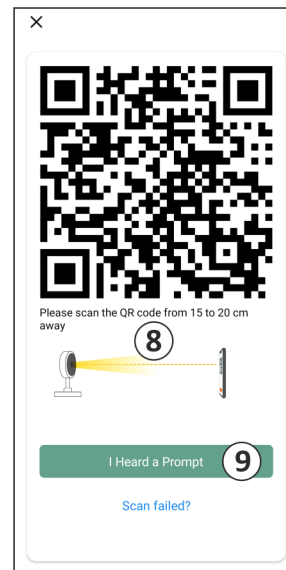 Please scan the QR code from 15 to 20 cm
away
8
I Heard a Prompt
9
Scan failed?